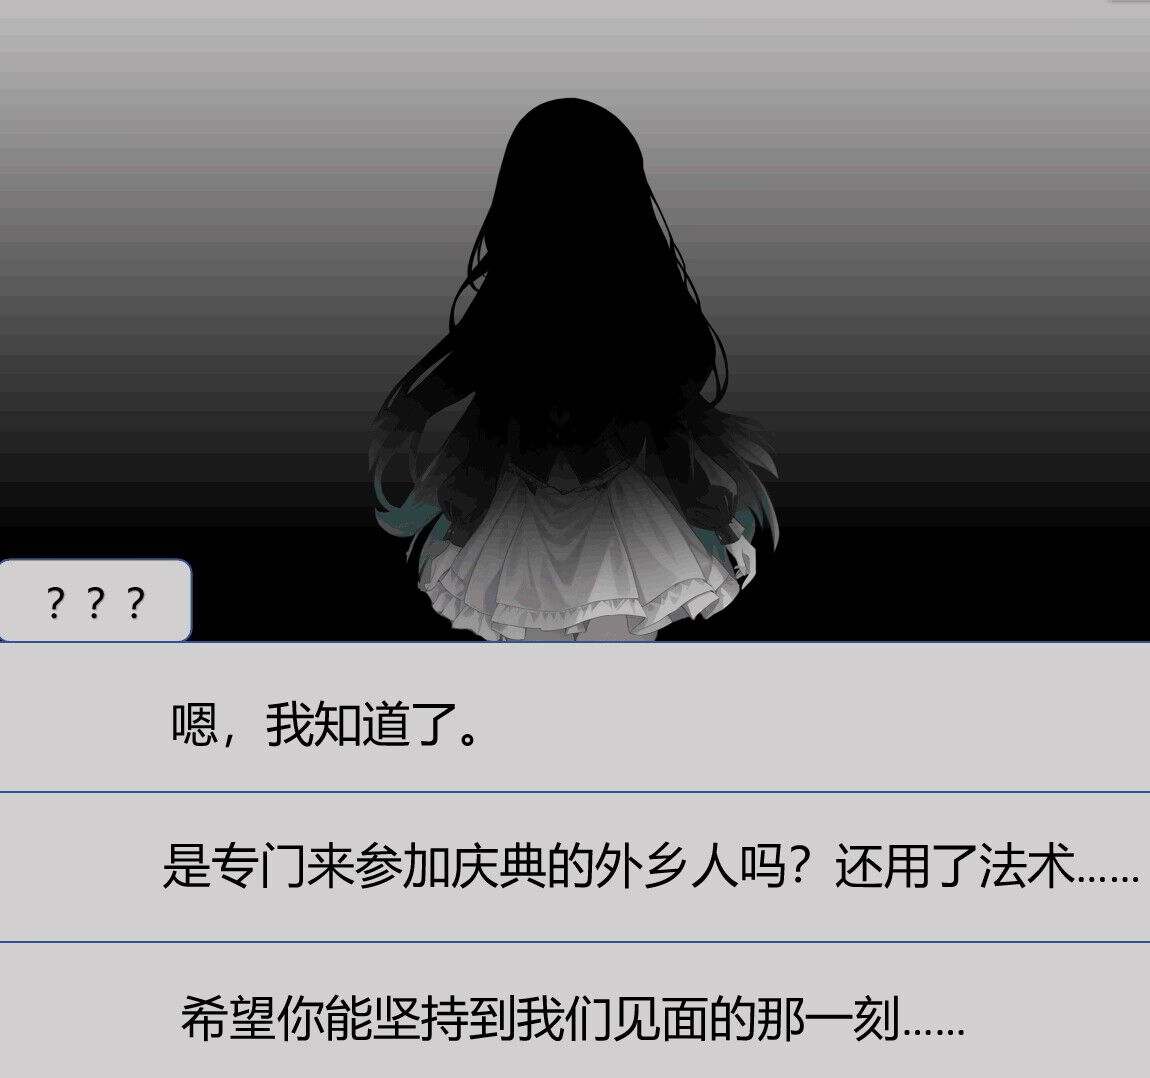 ？？？
嗯，我知道了。
是专门来参加庆典的外乡人吗？还用了法术……
希望你能坚持到我们见面的那一刻……